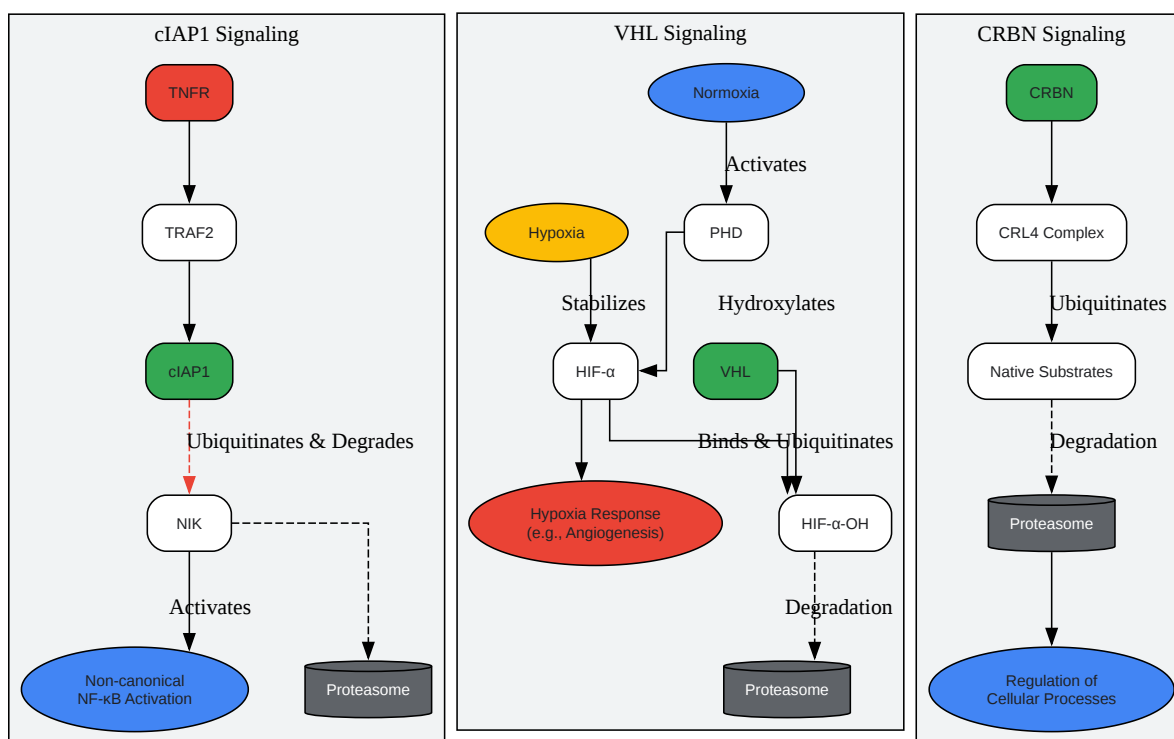 cIAP1 Signaling
TNFR
TRAF2
cIAP1
Ubiquitinates & Degrades
NIK
Activates
Non-canonical
NF-κB Activation
Proteasome
VHL Signaling
Normoxia
Activates
Hypoxia
PHD
Stabilizes
Hydroxylates
HIF-α
VHL
Binds & Ubiquitinates
Hypoxia Response
(e.g., Angiogenesis)
HIF-α-OH
Degradation
Proteasome
CRBN Signaling
CRBN
CRL4 Complex
Ubiquitinates
Native Substrates
Degradation
Proteasome
Regulation of
Cellular Processes